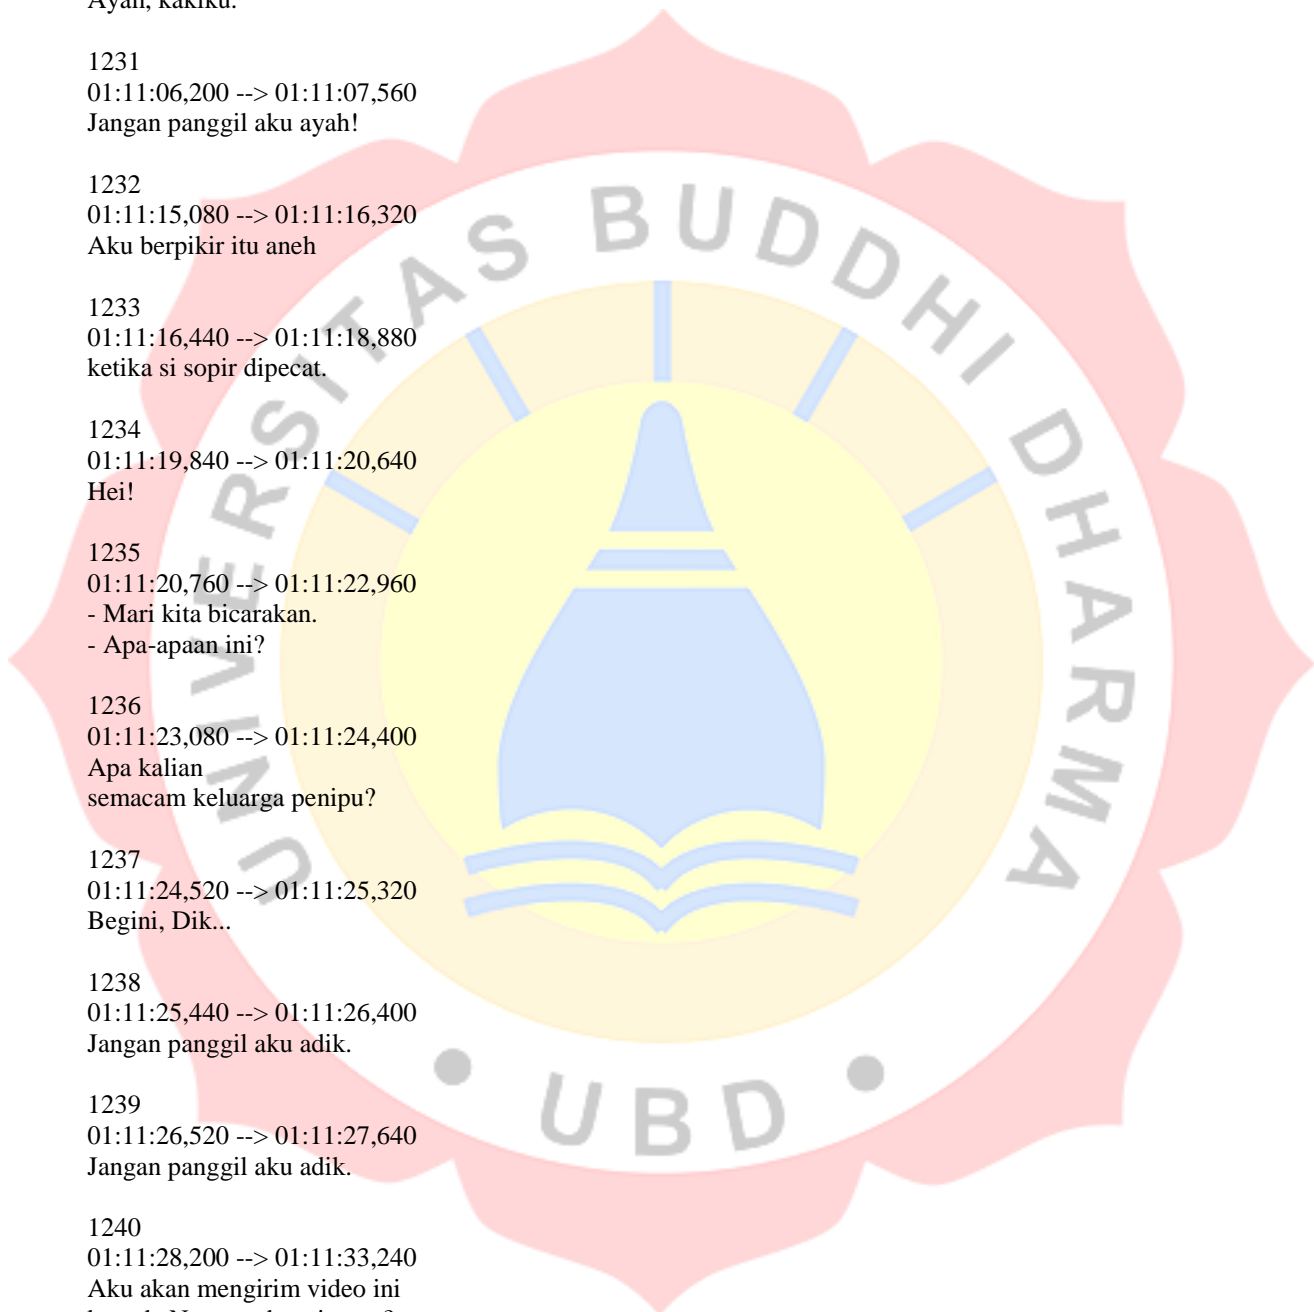 Ayah, kakiku.
1231
01:11:06,200 --> 01:11:07,560
Jangan panggil aku ayah!
1232
01:11:15,080 --> 01:11:16,320
Aku berpikir itu aneh
1233
01:11:16,440 --> 01:11:18,880
ketika si sopir dipecat.
1234
01:11:19,840 --> 01:11:20,640
Hei!
1235
01:11:20,760 --> 01:11:22,960
- Mari kita bicarakan.
- Apa-apaan ini?
1236
01:11:23,080 --> 01:11:24,400
Apa kalian
semacam keluarga penipu?
1237
01:11:24,520 --> 01:11:25,320
Begini, Dik...
1238
01:11:25,440 --> 01:11:26,400
Jangan panggil aku adik.
1239
01:11:26,520 --> 01:11:27,640
Jangan panggil aku adik.
1240
01:11:28,200 --> 01:11:33,240
Aku akan mengirim video ini
UNIVERSITAS BUDDHI DHARMA
• UBD •